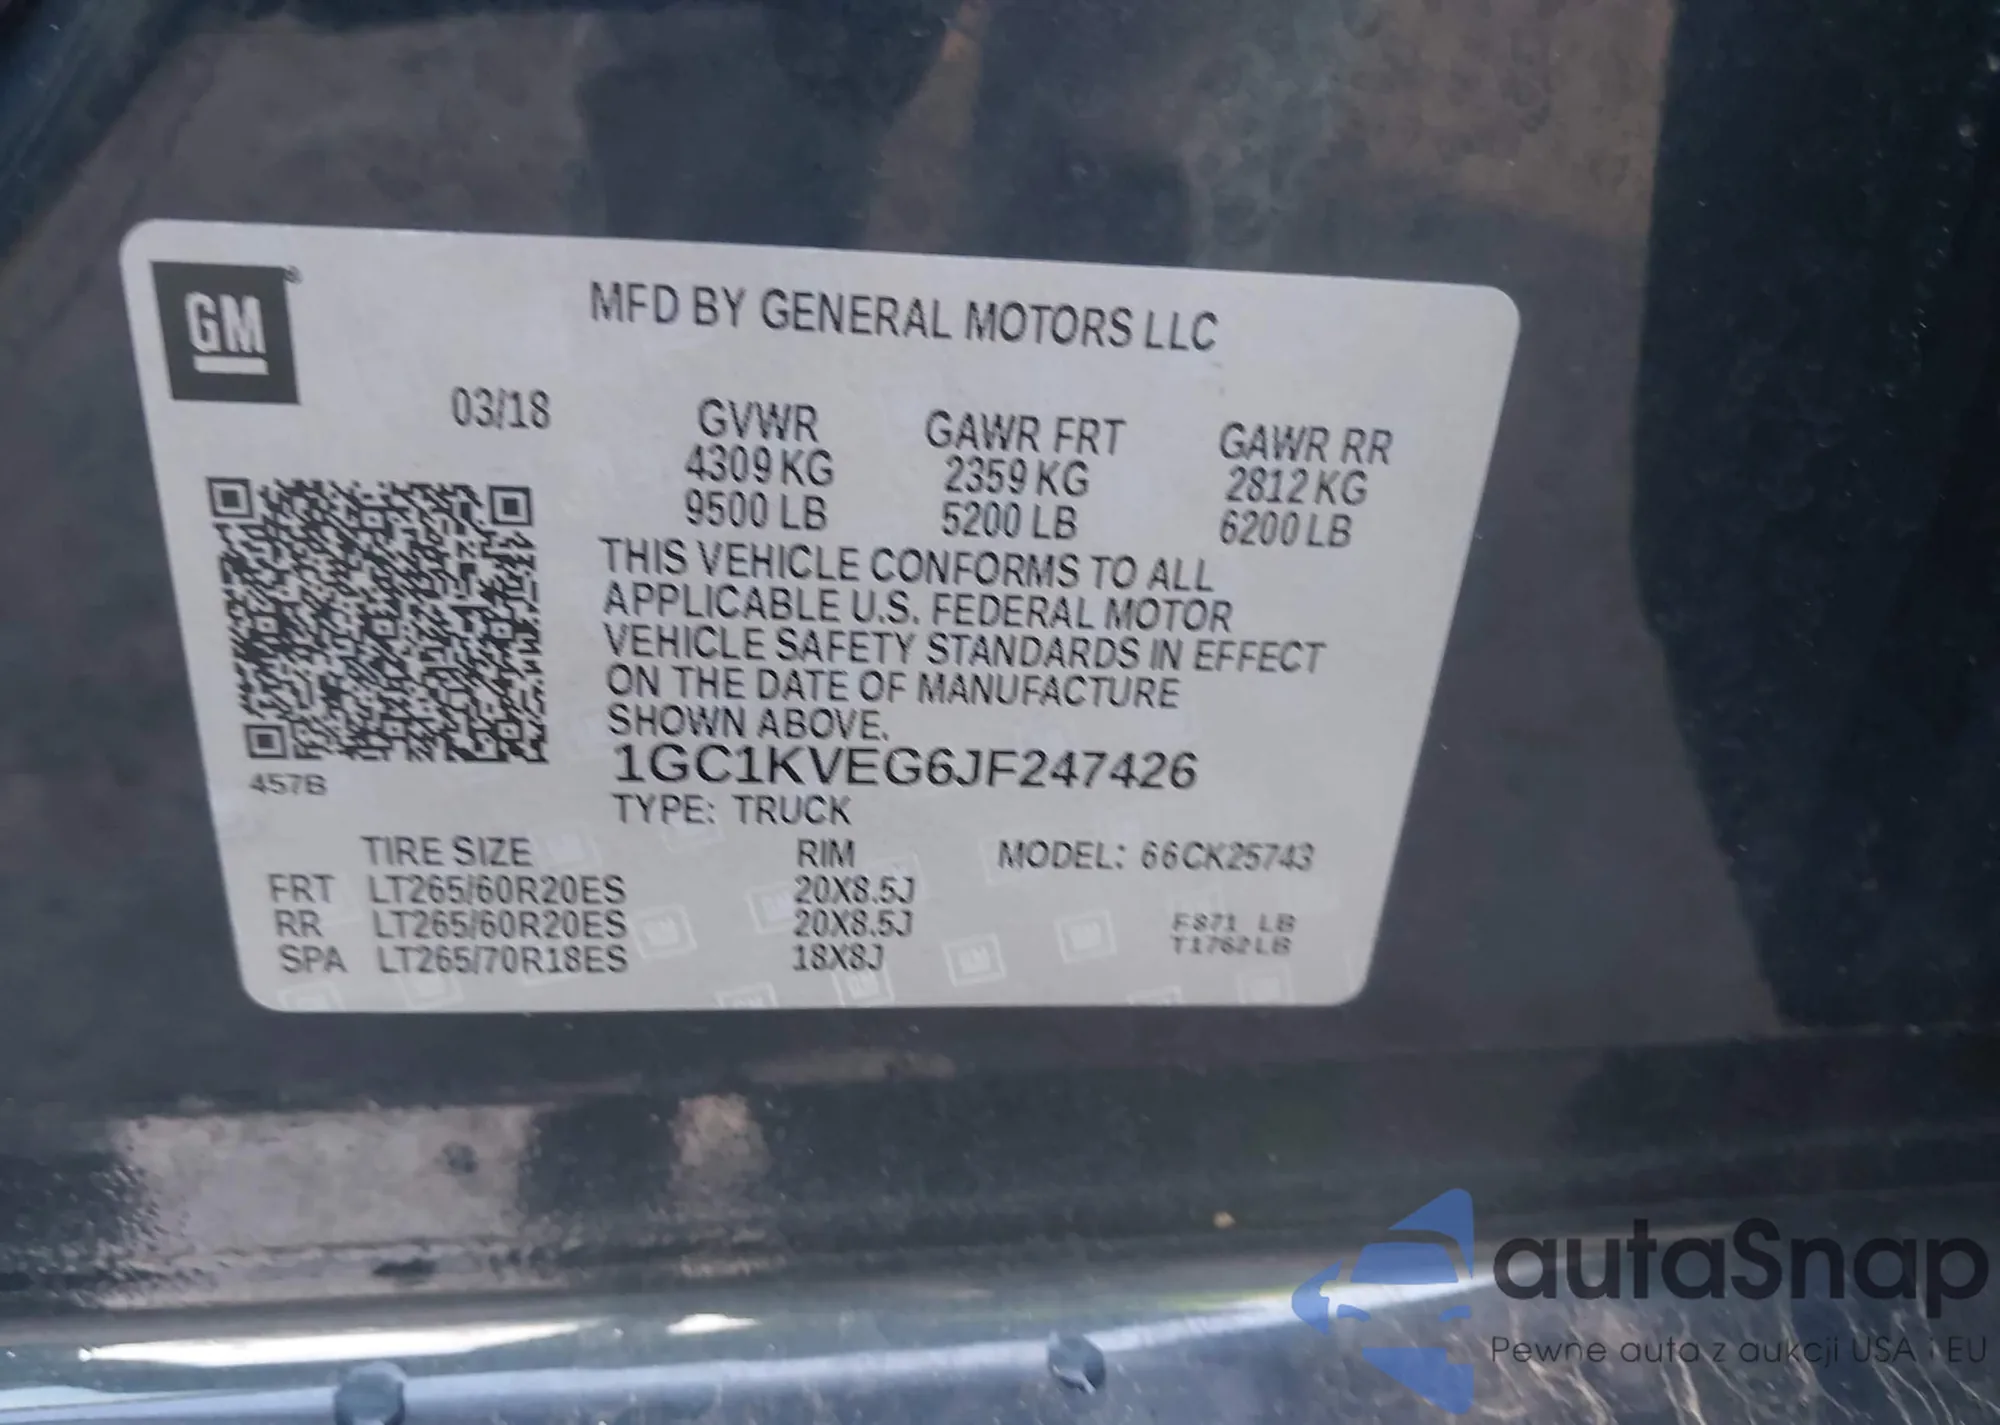 GM
MFD BY GENERAL MOTORS LLC
03/18
GVWR
4309 KG
9500 LB
GAWR FRT
2359 KG
5200 LB
GAWR RR
2812 KG
6200 LB
THIS VEHICLE CONFORMS TO ALL
APPLICABLE U.S. FEDERAL MOTOR
VEHICLE SAFETY STANDARDS IN EFFECT
ON THE DATE OF MANUFACTURE
SHOWN ABOVE.
1GC1KVEG6JF247426
TYPE: TRUCK
457B
TIRE SIZE RIM MODEL: 66CK25743
FRT LT265/60R20ES 20X8.5J
RR LT265/60R20ES 20X8.5J
SPA LT265/70R18ES 18X8J
F871 LB
T1762LB
autaSnap
Pewne auta z aukcji USA i EU